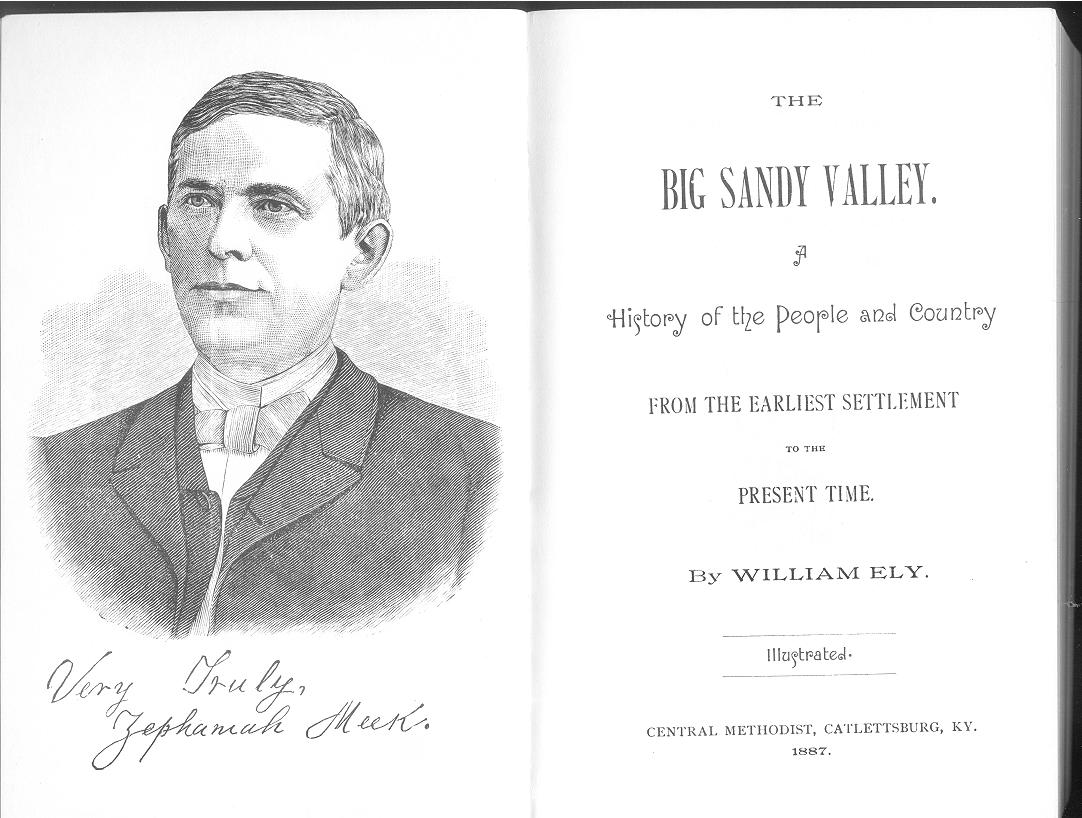 Very Truly,
Zephaniah Meek.
THE
BIG SANDY VALLEY.
A
History of the People and Country
FROM THE EARLIEST SETTLEMENT
TO THE
PRESENT TIME.
By WILLIAM ELY.
Illustrated.
CENTRAL METHODIST, CATLETTSBURG, KY.
1887.